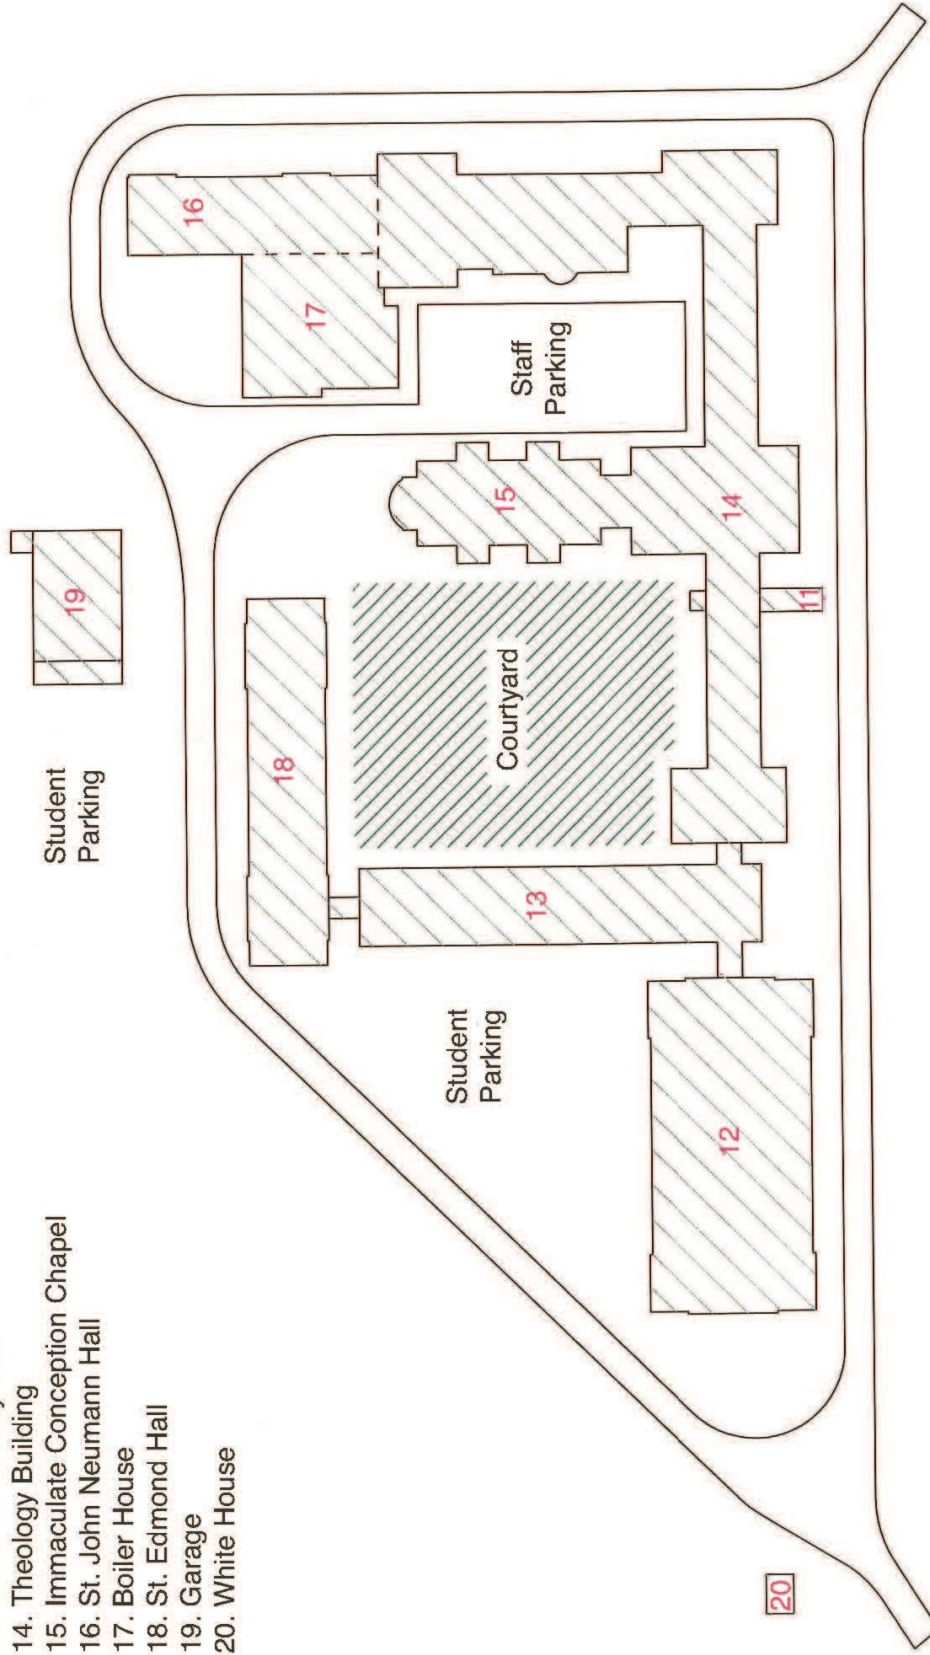 14. Theology Building
15. Immaculate Conception Chapel
16. St. John Neumann Hall
17. Boiler House
18. St. Edmond Hall
19. Garage
20. White House
Student
Parking
19
18
17
16
Staff
Parking
15
Courtyard
13
Student
Parking
14
11
12
20